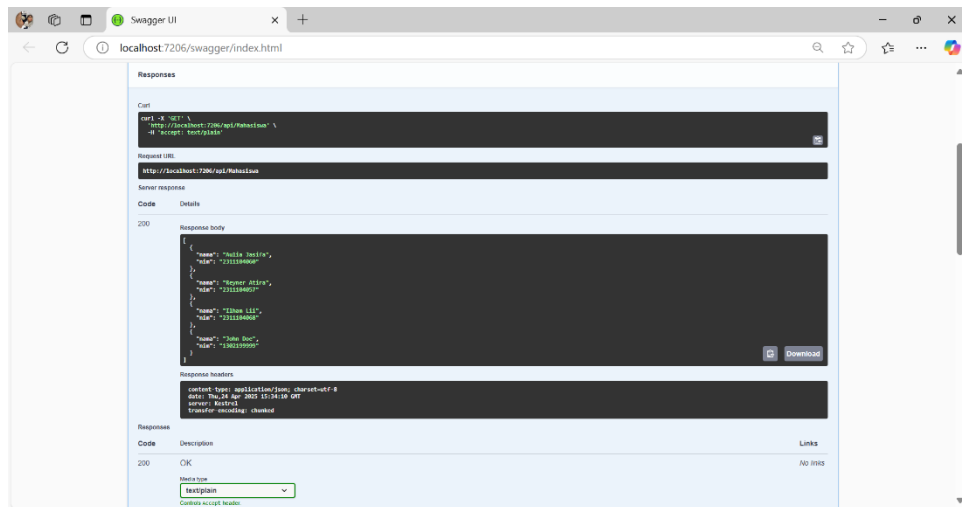 Swagger UI
localhost:7206/swagger/index.html
Responses
Curl
curl -X 'GET' \
'http://localhost:7206/api/Mahasiswa' \
-H 'accept: text/plain'
Request URL
http://localhost:7206/api/Mahasiswa
Server response
Code Details
200
Response body
[
{
"nama": "Aulia Jasifa",
"nim": "2311104060"
},
{
"nama": "Reyner Atira",
"nim": "2311104057"
},
{
"nama": "Ilham Lii",
"nim": "2311104068"
},
{
"nama": "John Doe",
"nim": "1302199999"
}
]
Download
Response headers
content-type: application/json; charset=utf-8
date: Thu,24 Apr 2025 15:34:10 GMT
server: Kestrel
transfer-encoding: chunked
Responses
Code Description Links
200 OK No links
Media type
text/plain
Controls Accept header.